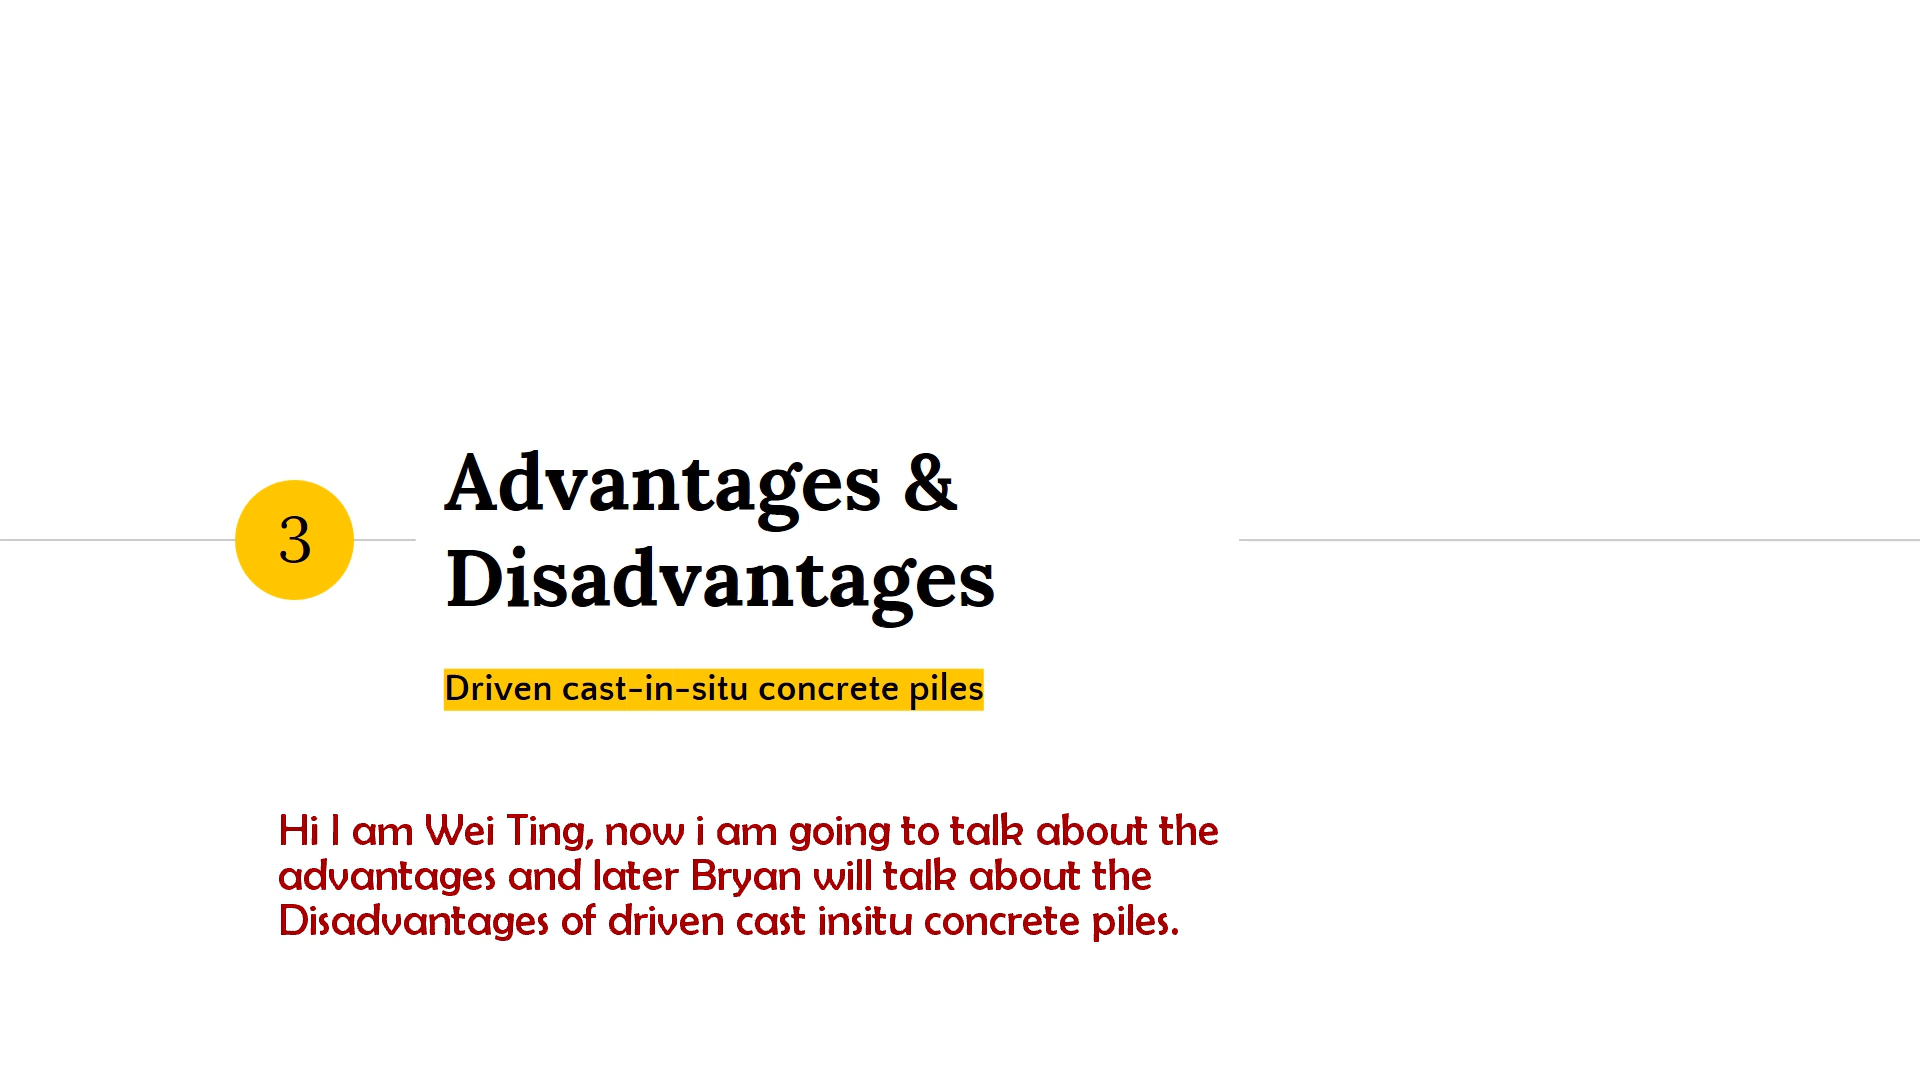 3
Advantages &
Disadvantages
Driven cast-in-situ concrete piles
Hi I am Wei Ting, now i am going to talk about the
advantages and later Bryan will talk about the
Disadvantages of driven cast insitu concrete piles.